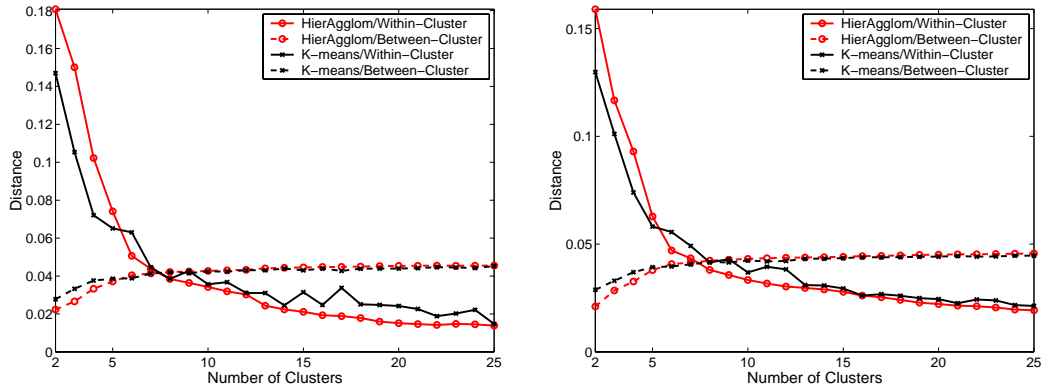 0.18
0.16
0.14
0.12
0.1
0.08
0.06
0.04
0.02
0
2
5
10
15
20
25
Distance
Number of Clusters
HierAgglom/Within−Cluster
HierAgglom/Between−Cluster
K−means/Within−Cluster
K−means/Between−Cluster
0.15
0.1
0.05
0
2
5
10
15
20
25
Distance
Number of Clusters
HierAgglom/Within−Cluster
HierAgglom/Between−Cluster
K−means/Within−Cluster
K−means/Between−Cluster